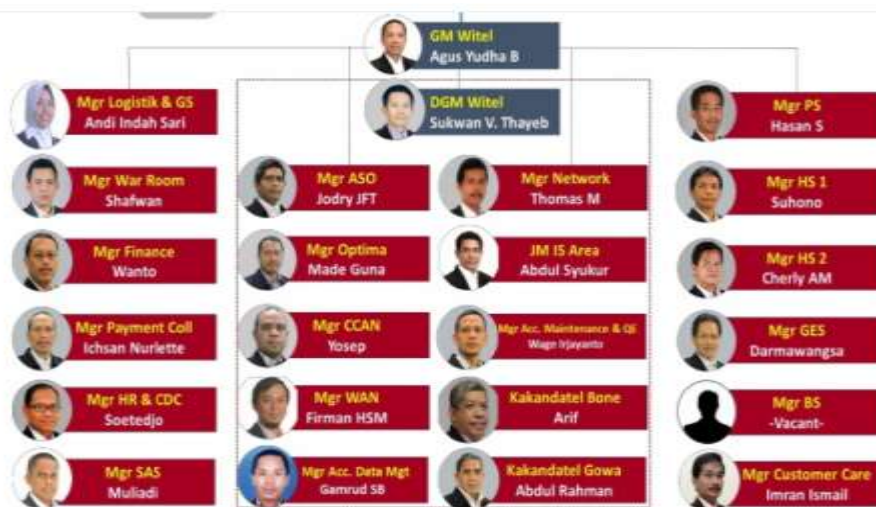 GM Witel
Agus Yudha B
DGM Witel
Sukwan V. Thayeb
Mgr Logistik & GS
Andi Indah Sari
Mgr War Room
Shafwan
Mgr Finance
Wanto
Mgr Payment Coll
Ichsan Nurlette
Mgr HR & CDC
Soetedjo
Mgr SAS
Muliadi
Mgr ASO
Jodry JFT
Mgr Optima
Made Guna
Mgr CCAN
Yosep
Mgr WAN
Firman HSM
Mgr Acc. Data Mgt
Gamrud SB
Mgr Network
Thomas M
JM IS Area
Abdul Syukur
Mgr Acc. Maintenance & QE
Wage Irjayanto
Kakandatel Bone
Arif
Kakandatel Gowa
Abdul Rahman
Mgr PS
Hasan S
Mgr HS 1
Suhono
Mgr HS 2
Cherly AM
Mgr GES
Darmawangsa
Mgr BS
-Vacant-
Mgr Customer Care
Imran Ismail